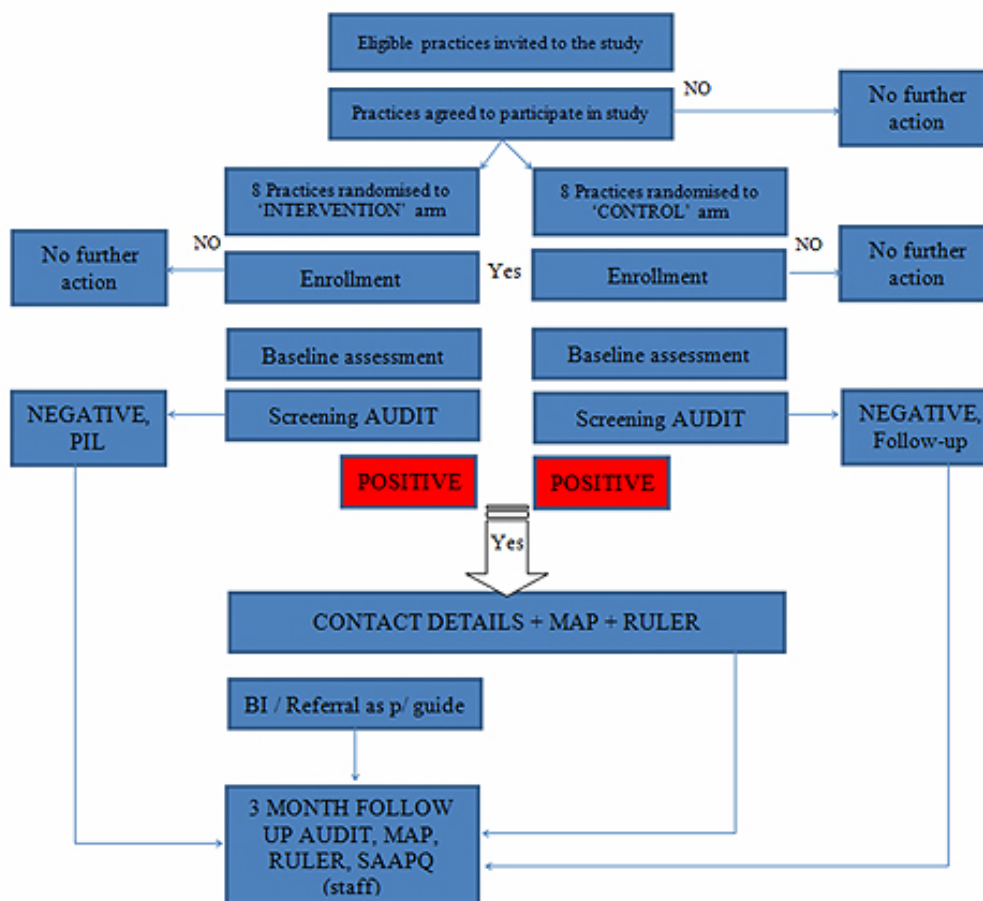 Eligible practices invited to the study
NO
Practices agreed to participate in study
No further
action
8 Practices randomised to
‘INTERVENTION’ arm
8 Practices randomised to
‘CONTROL’ arm
No further
action
NO
Enrollment
Yes
Enrollment
NO
No further
action
Baseline assessment
Baseline assessment
NEGATIVE,
PIL
Screening AUDIT
Screening AUDIT
NEGATIVE,
Follow-up
POSITIVE
POSITIVE
Yes
CONTACT DETAILS + MAP + RULER
BI / Referral as p/ guide
3 MONTH FOLLOW
UP AUDIT, MAP,
RULER, SAAPQ
(staff)